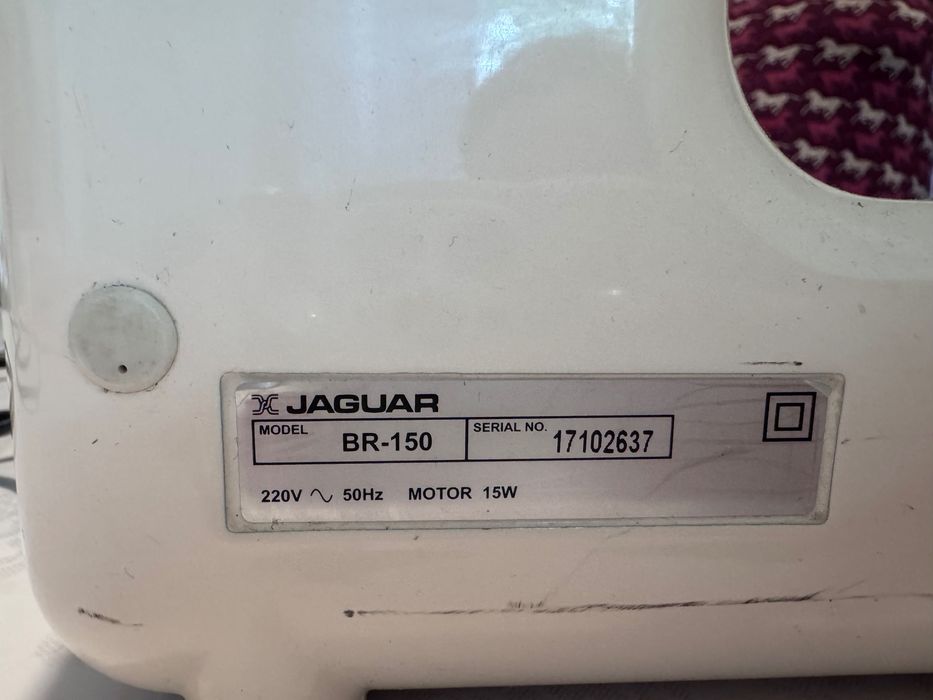 JAGUAR
MODEL BR-150 SERIAL NO. 17102637
220V ~ 50Hz MOTOR 15W